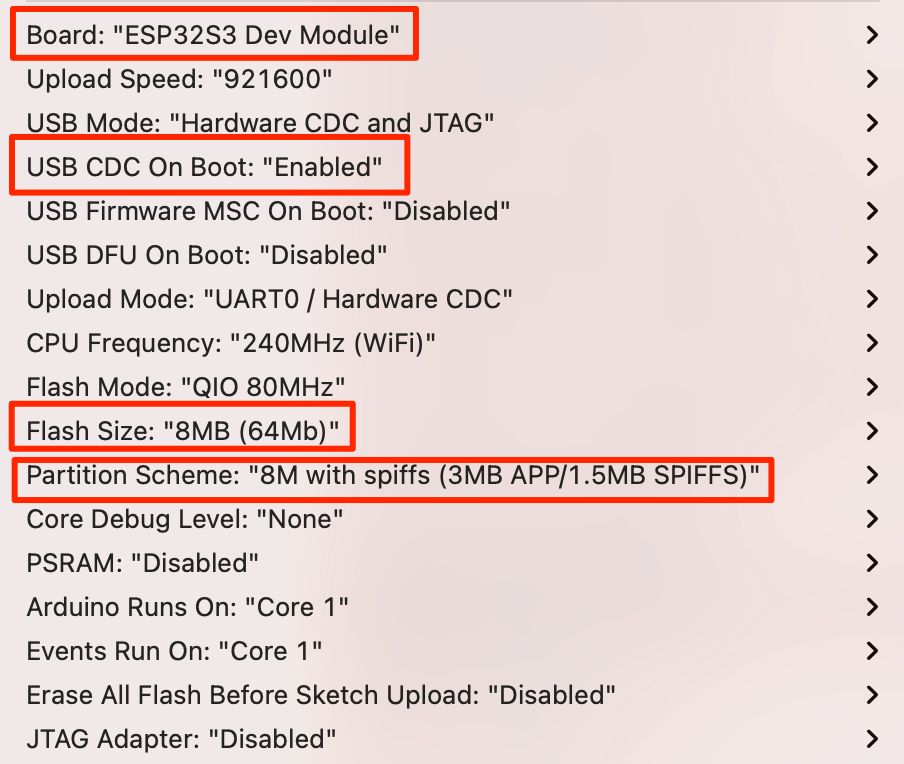 Board: "ESP32S3 Dev Module"
Upload Speed: "921600"
USB Mode: "Hardware CDC and JTAG"
USB CDC On Boot: "Enabled"
USB Firmware MSC On Boot: "Disabled"
USB DFU On Boot: "Disabled"
Upload Mode: "UART0 / Hardware CDC"
CPU Frequency: "240MHz (WiFi)"
Flash Mode: "QIO 80MHz"
Flash Size: "8MB (64Mb)"
Partition Scheme: "8M with spiffs (3MB APP/1.5MB SPIFFS)"
Core Debug Level: "None"
PSRAM: "Disabled"
Arduino Runs On: "Core 1"
Events Run On: "Core 1"
Erase All Flash Before Sketch Upload: "Disabled"
JTAG Adapter: "Disabled"